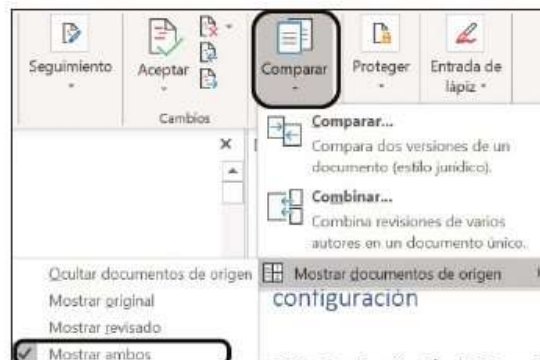 Seguimiento
Aceptar
Comparar
Proteger
Entrada de
lápiz
Cambios
Comparar...
Compara dos versiones de un
documento (estilo jurídico).
Combinar...
Combina revisiones de varios
autores en un documento único.
Ocultar documentos de origen
Mostrar documentos de origen
Mostrar original
configuración
Mostrar revisado
Mostrar ambos